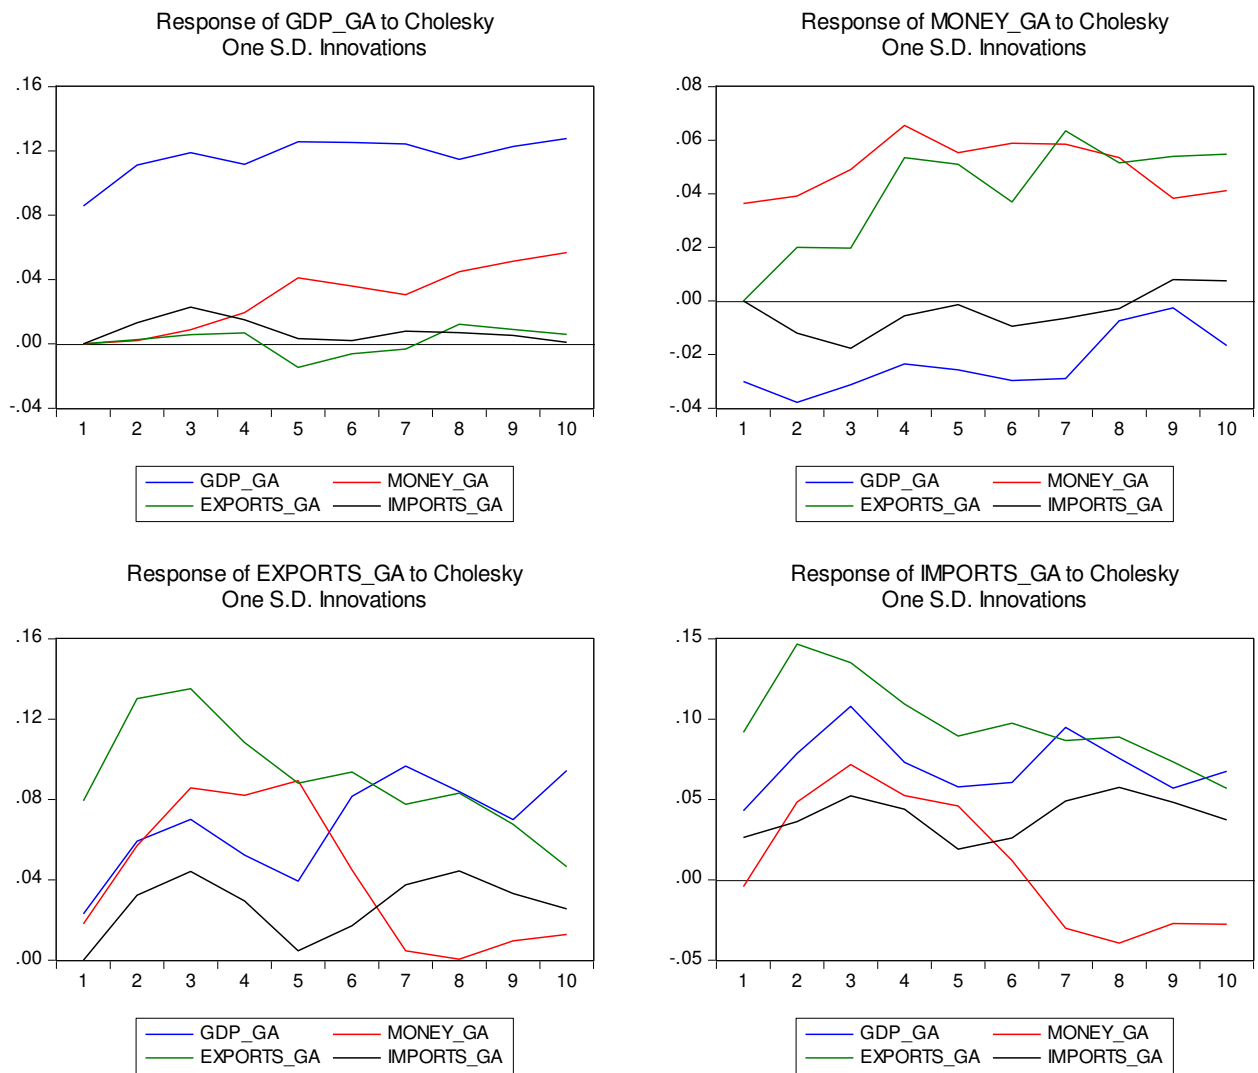 Response of GDP_GA to Cholesky
One S.D. Innovations
.16
.12
.08
.04
.00
-.04
1 2 3 4 5 6 7 8 9 10
GDP_GA MONEY_GA
EXPORTS_GA IMPORTS_GA
Response of MONEY_GA to Cholesky
One S.D. Innovations
.08
.06
.04
.02
.00
-.02
-.04
1 2 3 4 5 6 7 8 9 10
GDP_GA MONEY_GA
EXPORTS_GA IMPORTS_GA
Response of EXPORTS_GA to Cholesky
One S.D. Innovations
.16
.12
.08
.04
.00
1 2 3 4 5 6 7 8 9 10
GDP_GA MONEY_GA
EXPORTS_GA IMPORTS_GA
Response of IMPORTS_GA to Cholesky
One S.D. Innovations
.15
.10
.05
.00
-.05
1 2 3 4 5 6 7 8 9 10
GDP_GA MONEY_GA
EXPORTS_GA IMPORTS_GA